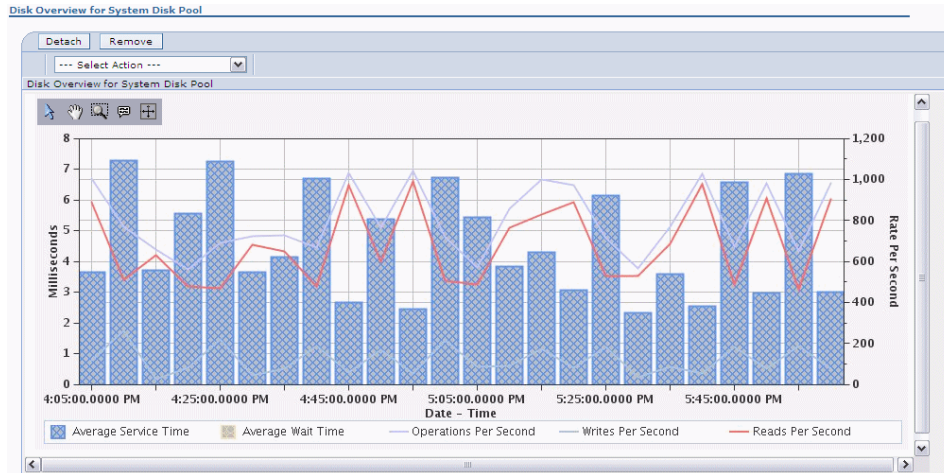 Disk Overview for System Disk Pool
Detach Remove
--- Select Action ---
Disk Overview for System Disk Pool
8 1,200
7 1,000
6 800
5 600
4 400
3 200
2 0
1
0
Milliseconds
Rate Per Second
4:05:00.0000 PM 4:25:00.0000 PM 4:45:00.0000 PM 5:05:00.0000 PM 5:25:00.0000 PM 5:45:00.0000 PM
Date - Time
Average Service Time Average Wait Time Operations Per Second Writes Per Second Reads Per Second